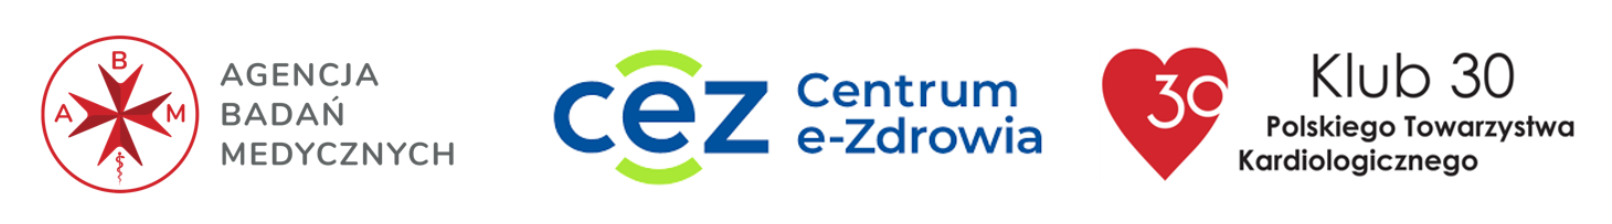 B
A M
AGENCJA
BADAŃ
MEDYCZNYCH
cez
Centrum
e-Zdrowia
30
Klub 30
Polskiego Towarzystwa
Kardiologicznego